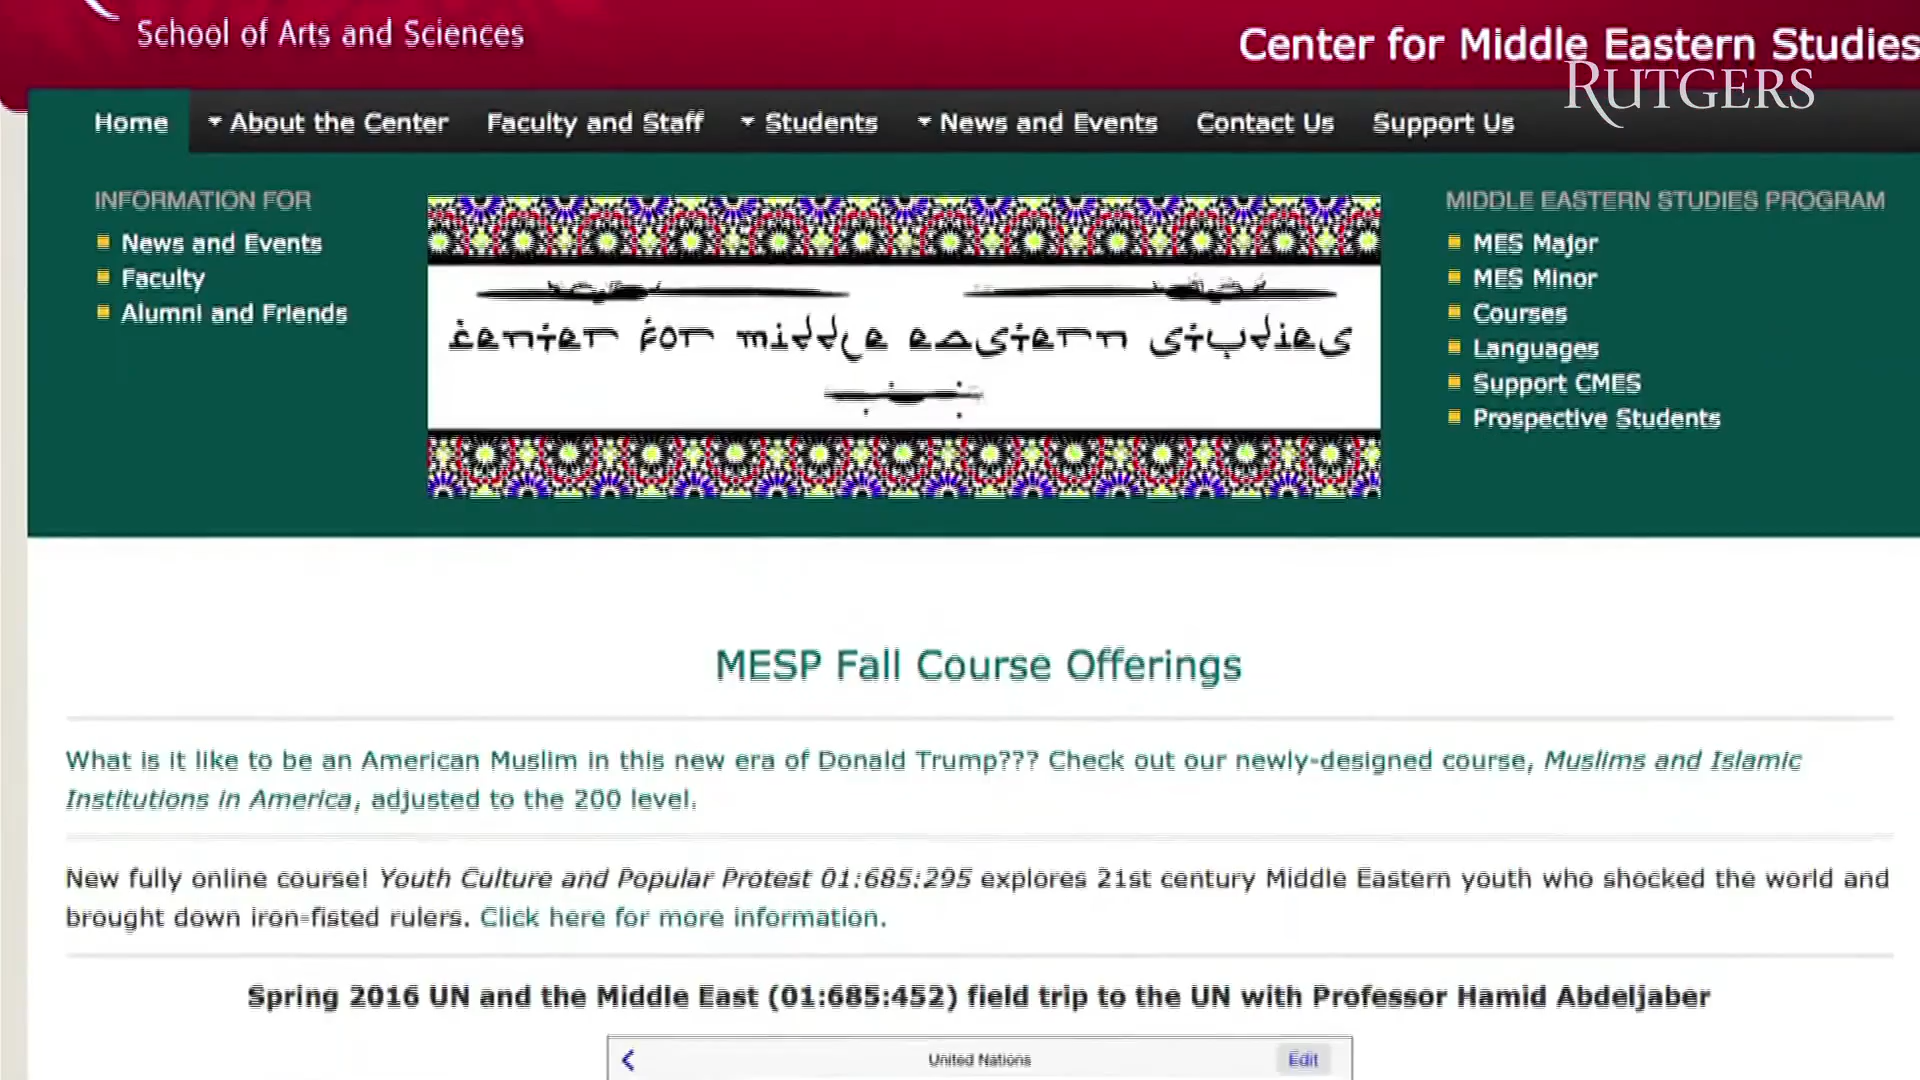 School of Arts and Sciences
Center for Middle Eastern Studies
RUTGERS
Home About the Center Faculty and Staff Students News and Events Contact Us Support Us
INFORMATION FOR
News and Events
Faculty
Alumni and Friends
center for middle eastern studies
MIDDLE EASTERN STUDIES PROGRAM
MES Major
MES Minor
Courses
Languages
Support CMES
Prospective Students
MESP Fall Course Offerings
What is it like to be an American Muslim in this new era of Donald Trump??? Check out our newly-designed course, Muslims and Islamic
Institutions in America, adjusted to the 200 level.
New fully online course! Youth Culture and Popular Protest 01:685:295 explores 21st century Middle Eastern youth who shocked the world and
brought down iron-fisted rulers. Click here for more information.
Spring 2016 UN and the Middle East (01:685:452) field trip to the UN with Professor Hamid Abdeljaber
United Nations Edit